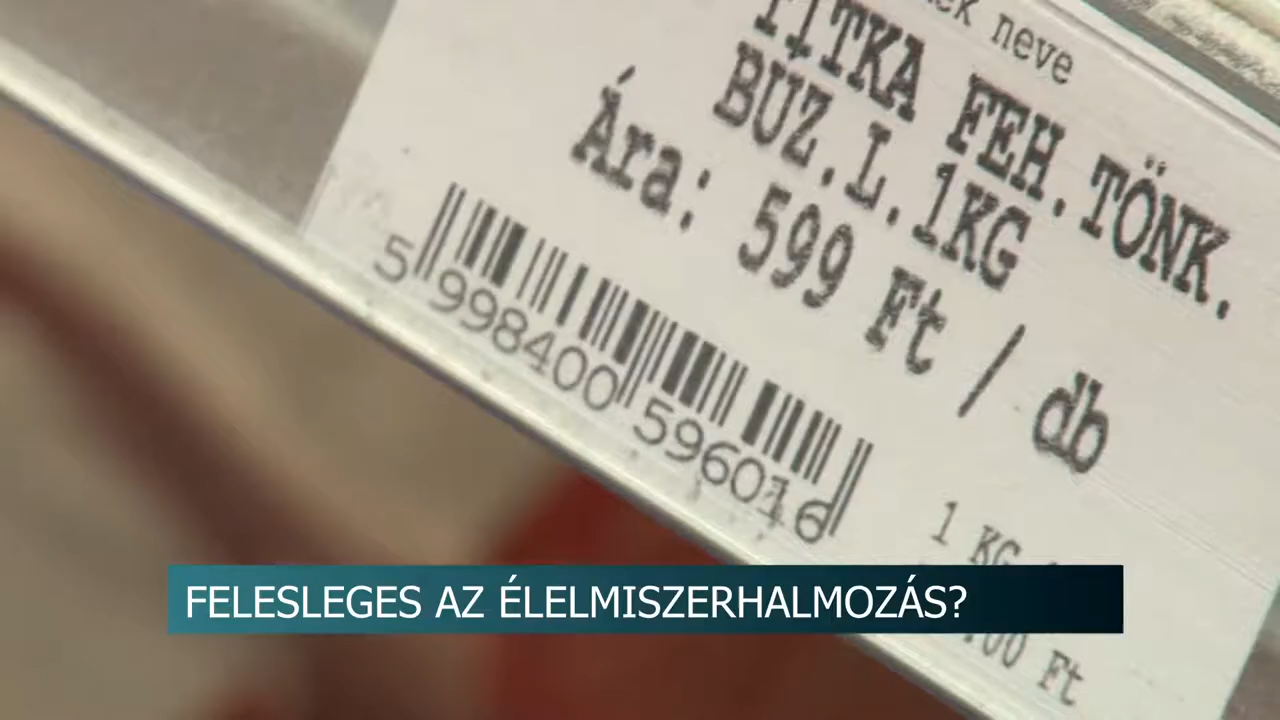 neve
TITKA FEH.TÖNK.
BUZ.L.1KG
Ára: 599 Ft / db
5 998400 596016
1 KG
FELESLEGES AZ ÉLELMISZERHALMOZÁS?
.00 Ft